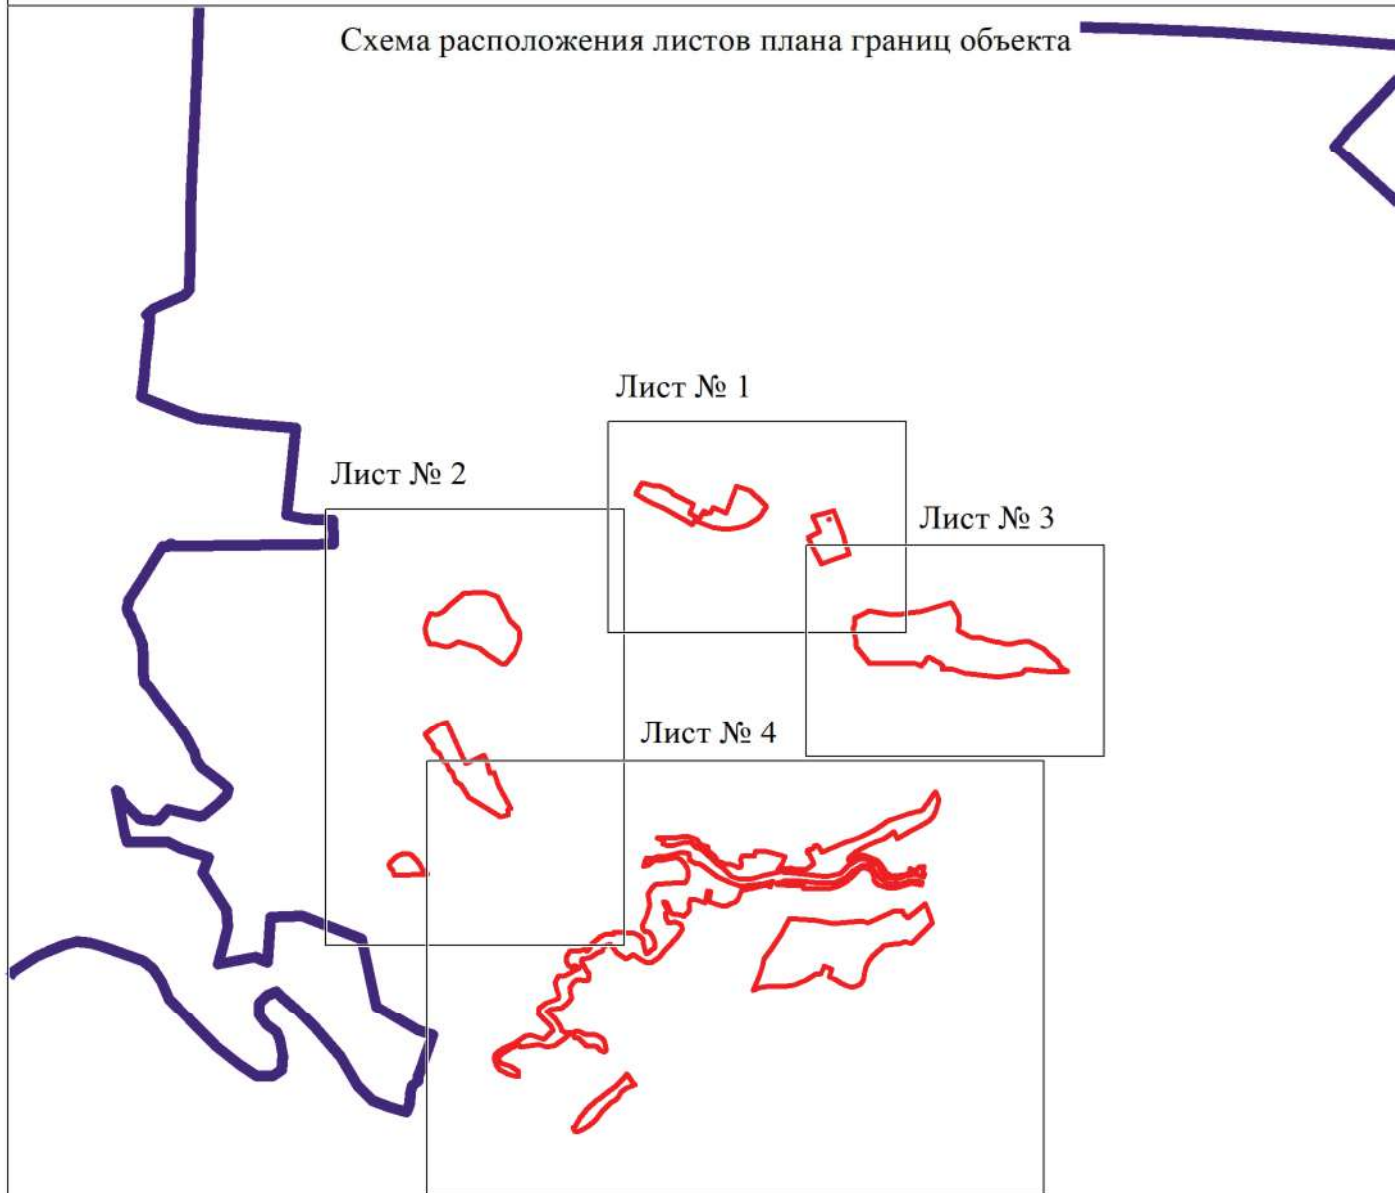 Схема расположения листов плана границ объекта
Лист № 1
Лист № 2
Лист № 3
Лист № 4